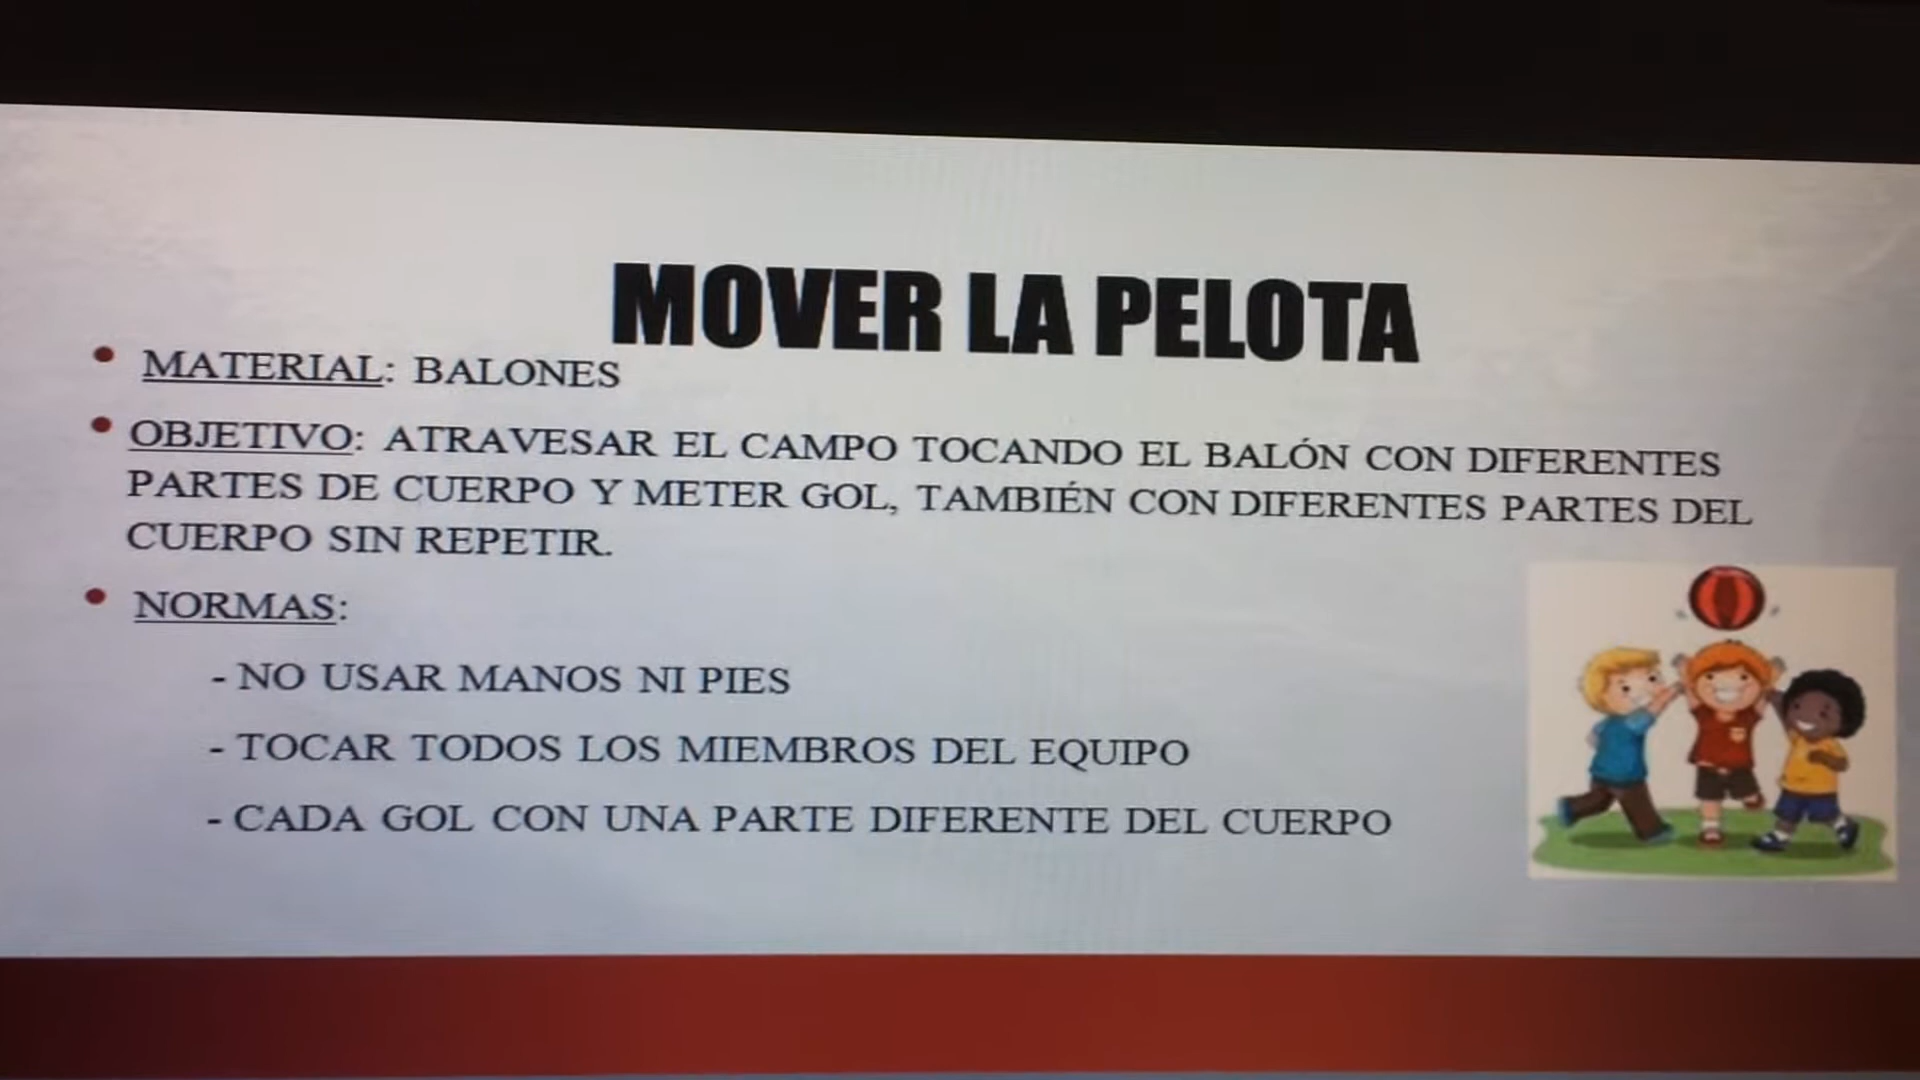 MOVER LA PELOTA
• MATERIAL: BALONES
• OBJETIVO: ATRAVESAR EL CAMPO TOCANDO EL BALÓN CON DIFERENTES
PARTES DE CUERPO Y METER GOL, TAMBIÉN CON DIFERENTES PARTES DEL
CUERPO SIN REPETIR.
• NORMAS:
- NO USAR MANOS NI PIES
- TOCAR TODOS LOS MIEMBROS DEL EQUIPO
- CADA GOL CON UNA PARTE DIFERENTE DEL CUERPO